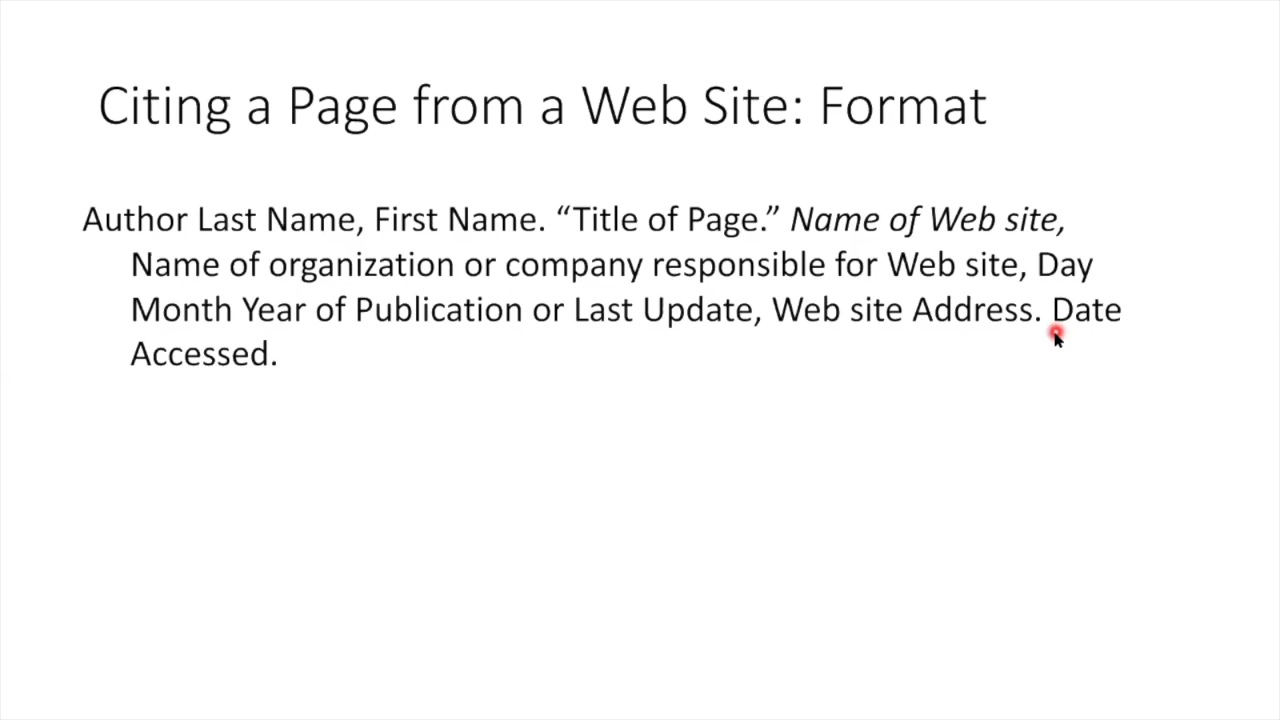 Citing a Page from a Web Site: Format
Author Last Name, First Name. “Title of Page.” Name of Web site,
Name of organization or company responsible for Web site, Day
Month Year of Publication or Last Update, Web site Address. Date
Accessed.